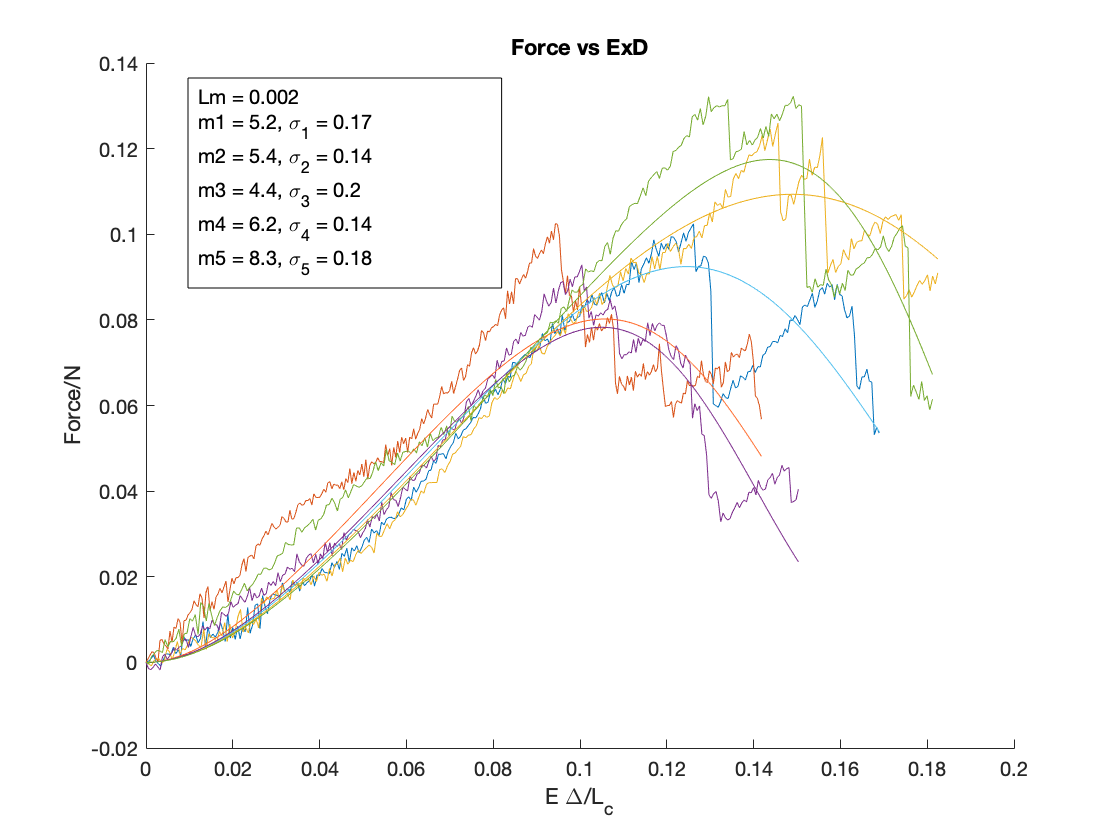 Force vs ExD
Lm = 0.002
m1 = 5.2, σ1 = 0.17
m2 = 5.4, σ2 = 0.14
m3 = 4.4, σ3 = 0.2
m4 = 6.2, σ4 = 0.14
m5 = 8.3, σ5 = 0.18
Force/N
0.14
0.12
0.1
0.08
0.06
0.04
0.02
0
-0.02
0 0.02 0.04 0.06 0.08 0.1 0.12 0.14 0.16 0.18 0.2
E Δ/Lc